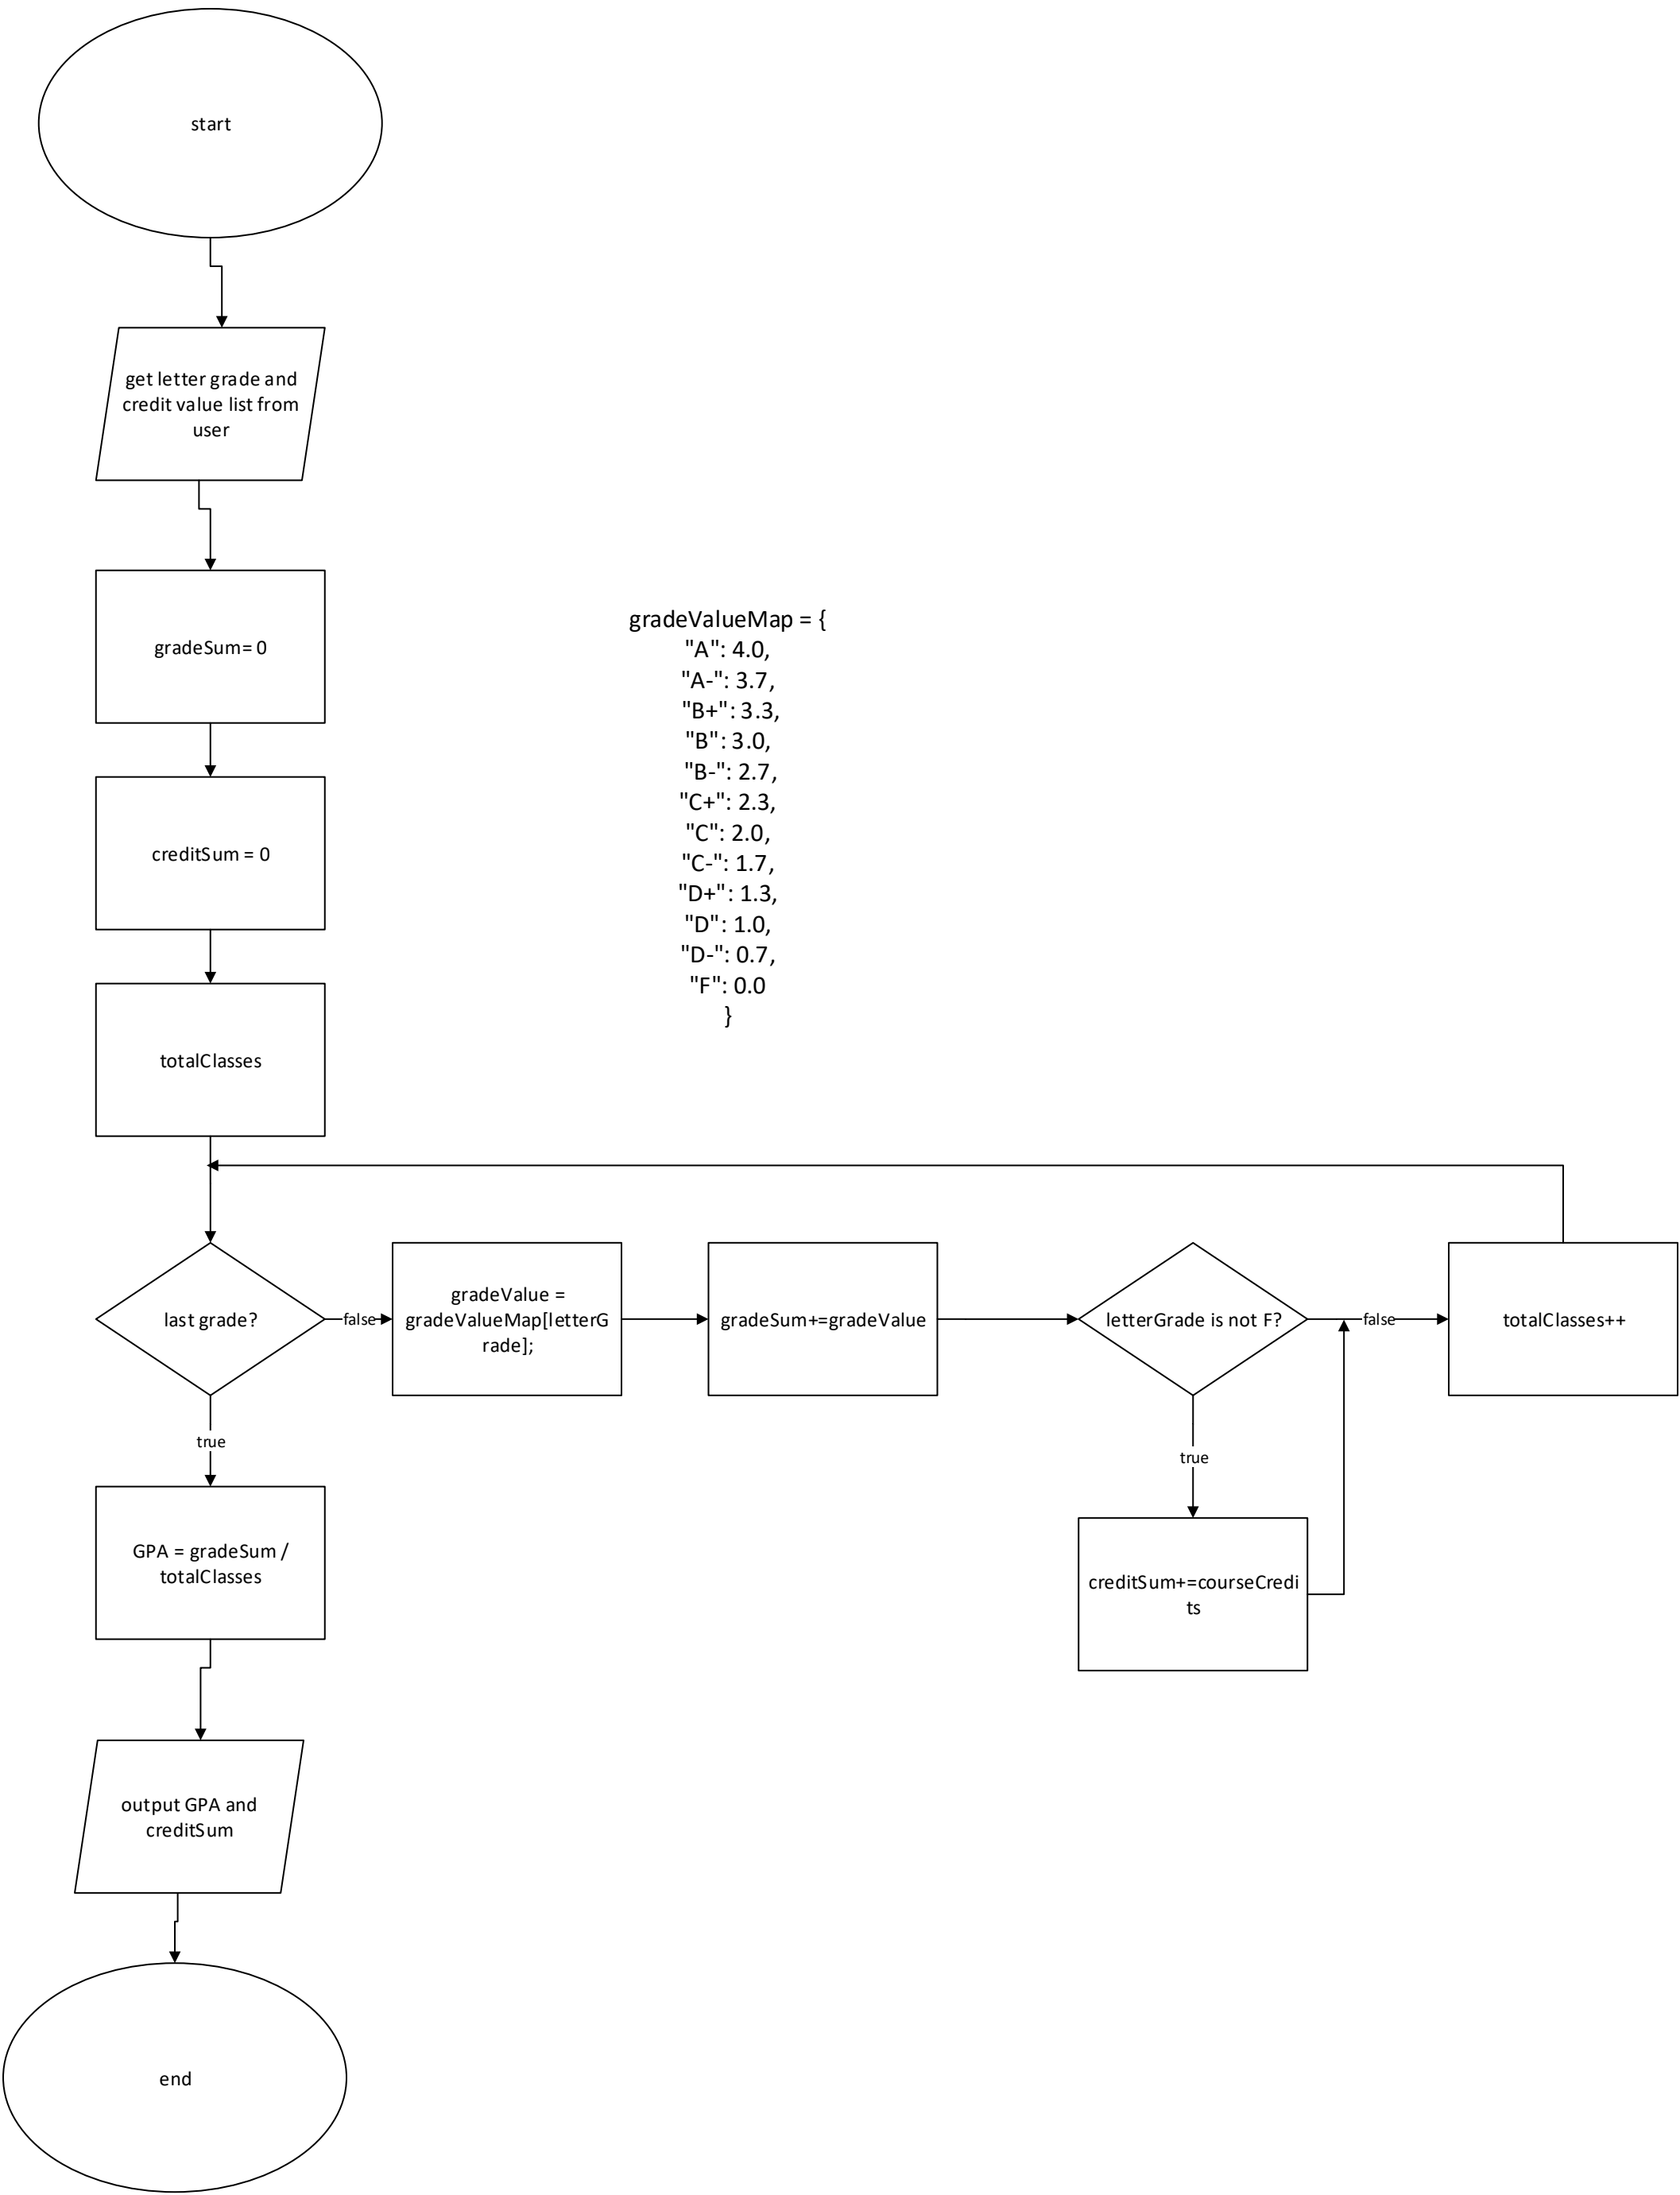 start
get letter grade and
credit value list from
user
gradeSum= 0
gradeValueMap = {
"A": 4.0,
"A-": 3.7,
"B+": 3.3,
"B": 3.0,
"B-": 2.7,
"C+": 2.3,
"C": 2.0,
"C-": 1.7,
"D+": 1.3,
"D": 1.0,
"D-": 0.7,
"F": 0.0
}
creditSum = 0
totalClasses
last grade?
false
gradeValue =
gradeValueMap[letterG
rade];
gradeSum+=gradeValue
letterGrade is not F?
false
totalClasses++
true
true
GPA = gradeSum /
totalClasses
creditSum+=courseCredi
ts
output GPA and
creditSum
end